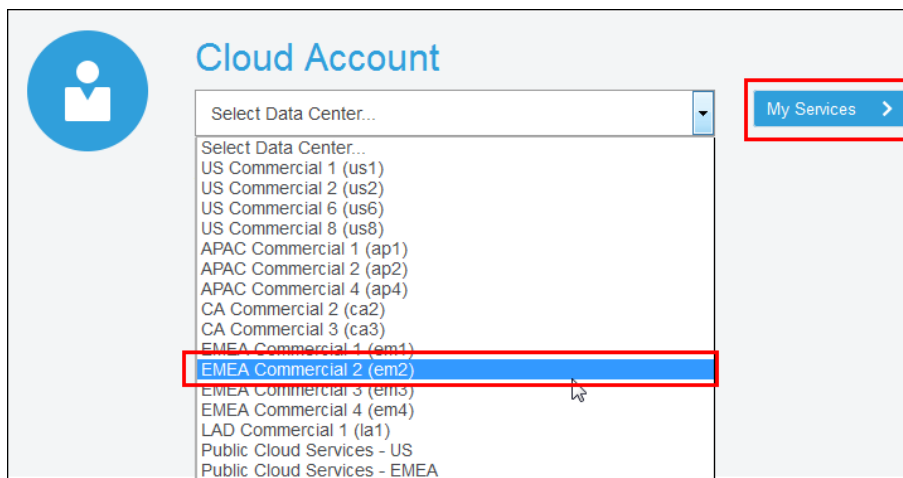 Cloud Account
Select Data Center...
My Services
Select Data Center...
US Commercial 1 (us1)
US Commercial 2 (us2)
US Commercial 6 (us6)
US Commercial 8 (us8)
APAC Commercial 1 (ap1)
APAC Commercial 2 (ap2)
APAC Commercial 4 (ap4)
CA Commercial 2 (ca2)
CA Commercial 3 (ca3)
EMEA Commercial 1 (em1)
EMEA Commercial 2 (em2)
EMEA Commercial 3 (em3)
EMEA Commercial 4 (em4)
LAD Commercial 1 (la1)
Public Cloud Services - US
Public Cloud Services - EMEA